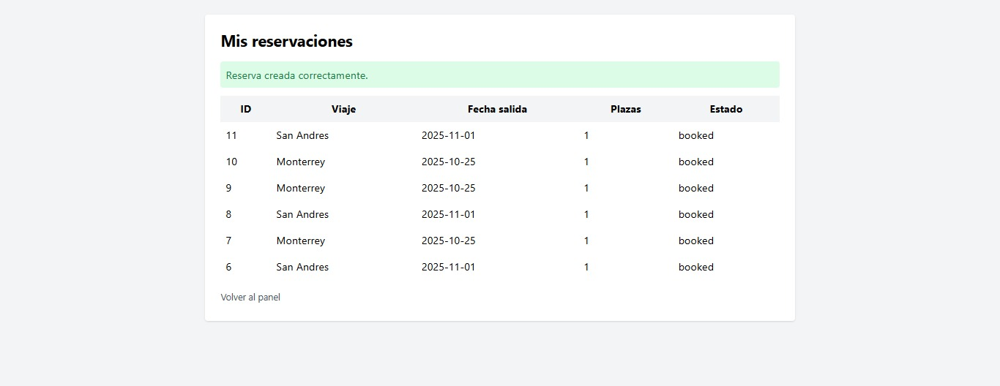 Mis reservaciones
Reserva creada correctamente.
ID Viaje Fecha salida Plazas Estado
11 San Andres 2025-11-01 1 booked
10 Monterrey 2025-10-25 1 booked
9 Monterrey 2025-10-25 1 booked
8 San Andres 2025-11-01 1 booked
7 Monterrey 2025-10-25 1 booked
6 San Andres 2025-11-01 1 booked
Volver al panel